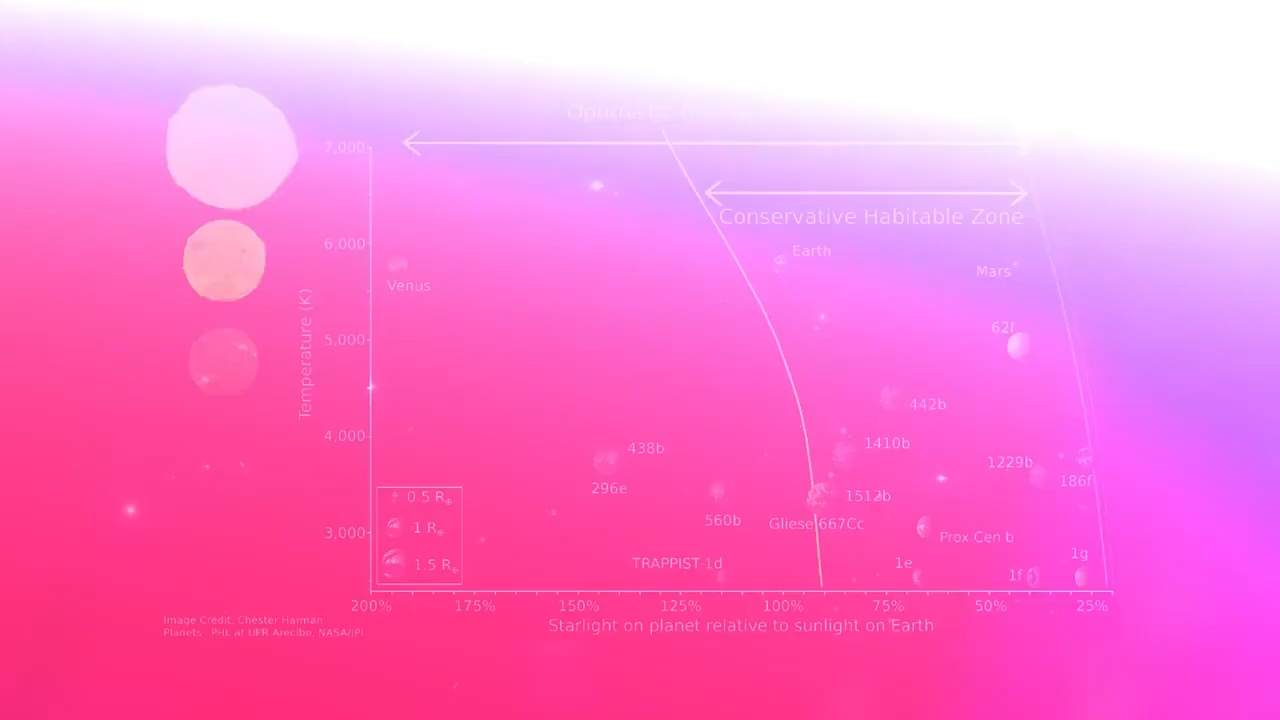 7,000
Conservative Habitable Zone
6,000
Earth
Mars
Venus
Temperature (K)
5,000
62f
442b
4,000
438b
1410b
1229b
296e
186f
0.5 R⊕
1512b
560b
Gliese 667Cc
1 R⊕
3,000
Prox Cen b
1.5 R⊕
TRAPPIST 1d
1e
1f
1g
200% 175% 150% 125% 100% 75% 50% 25%
Starlight on planet relative to sunlight on Earth
Image Credit: Chester Harman
Planets: PHL at UPR Arecibo, NASA/JPL